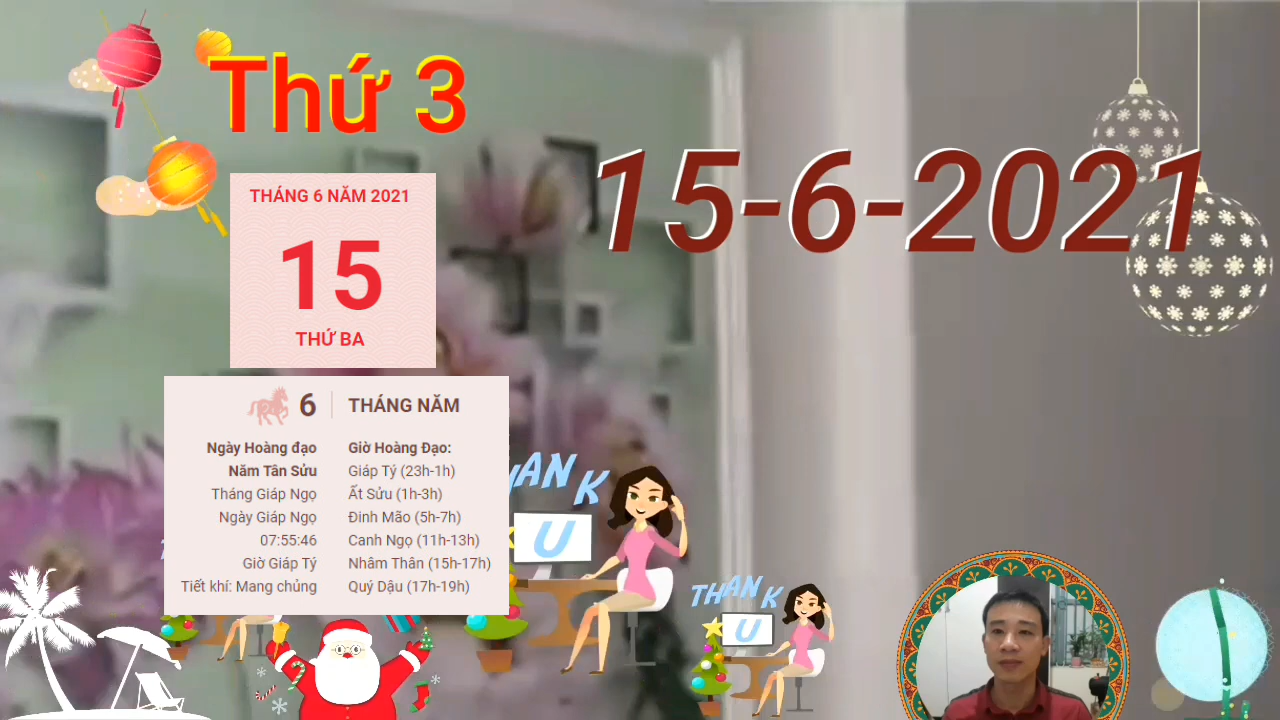 Thứ 3
15-6-2021
THÁNG 6 NĂM 2021
15
THỨ BA
6 THÁNG NĂM
Ngày Hoàng đạo
Năm Tân Sửu
Tháng Giáp Ngọ
Ngày Giáp Ngọ
07:55:46
Giờ Giáp Tý
Tiết khí: Mang chủng
Giờ Hoàng Đạo:
Giáp Tý (23h-1h)
Ất Sửu (1h-3h)
Đinh Mão (5h-7h)
Canh Ngọ (11h-13h)
Nhâm Thân (15h-17h)
Quý Dậu (17h-19h)
HANK
U
THANK
U